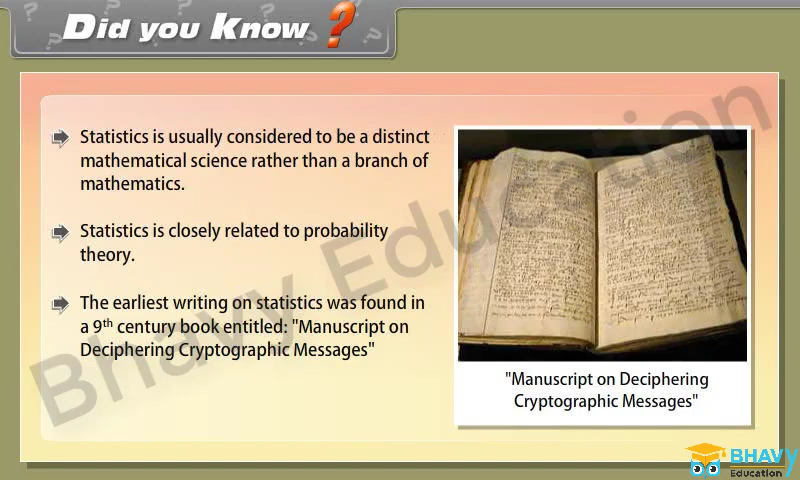 Did you Know ?
Statistics is usually considered to be a distinct
mathematical science rather than a branch of
mathematics.
Statistics is closely related to probability
theory.
The earliest writing on statistics was found in
a 9th century book entitled: "Manuscript on
Deciphering Cryptographic Messages"
"Manuscript on Deciphering
Cryptographic Messages"
Bhavy Education
BHAVY
Education